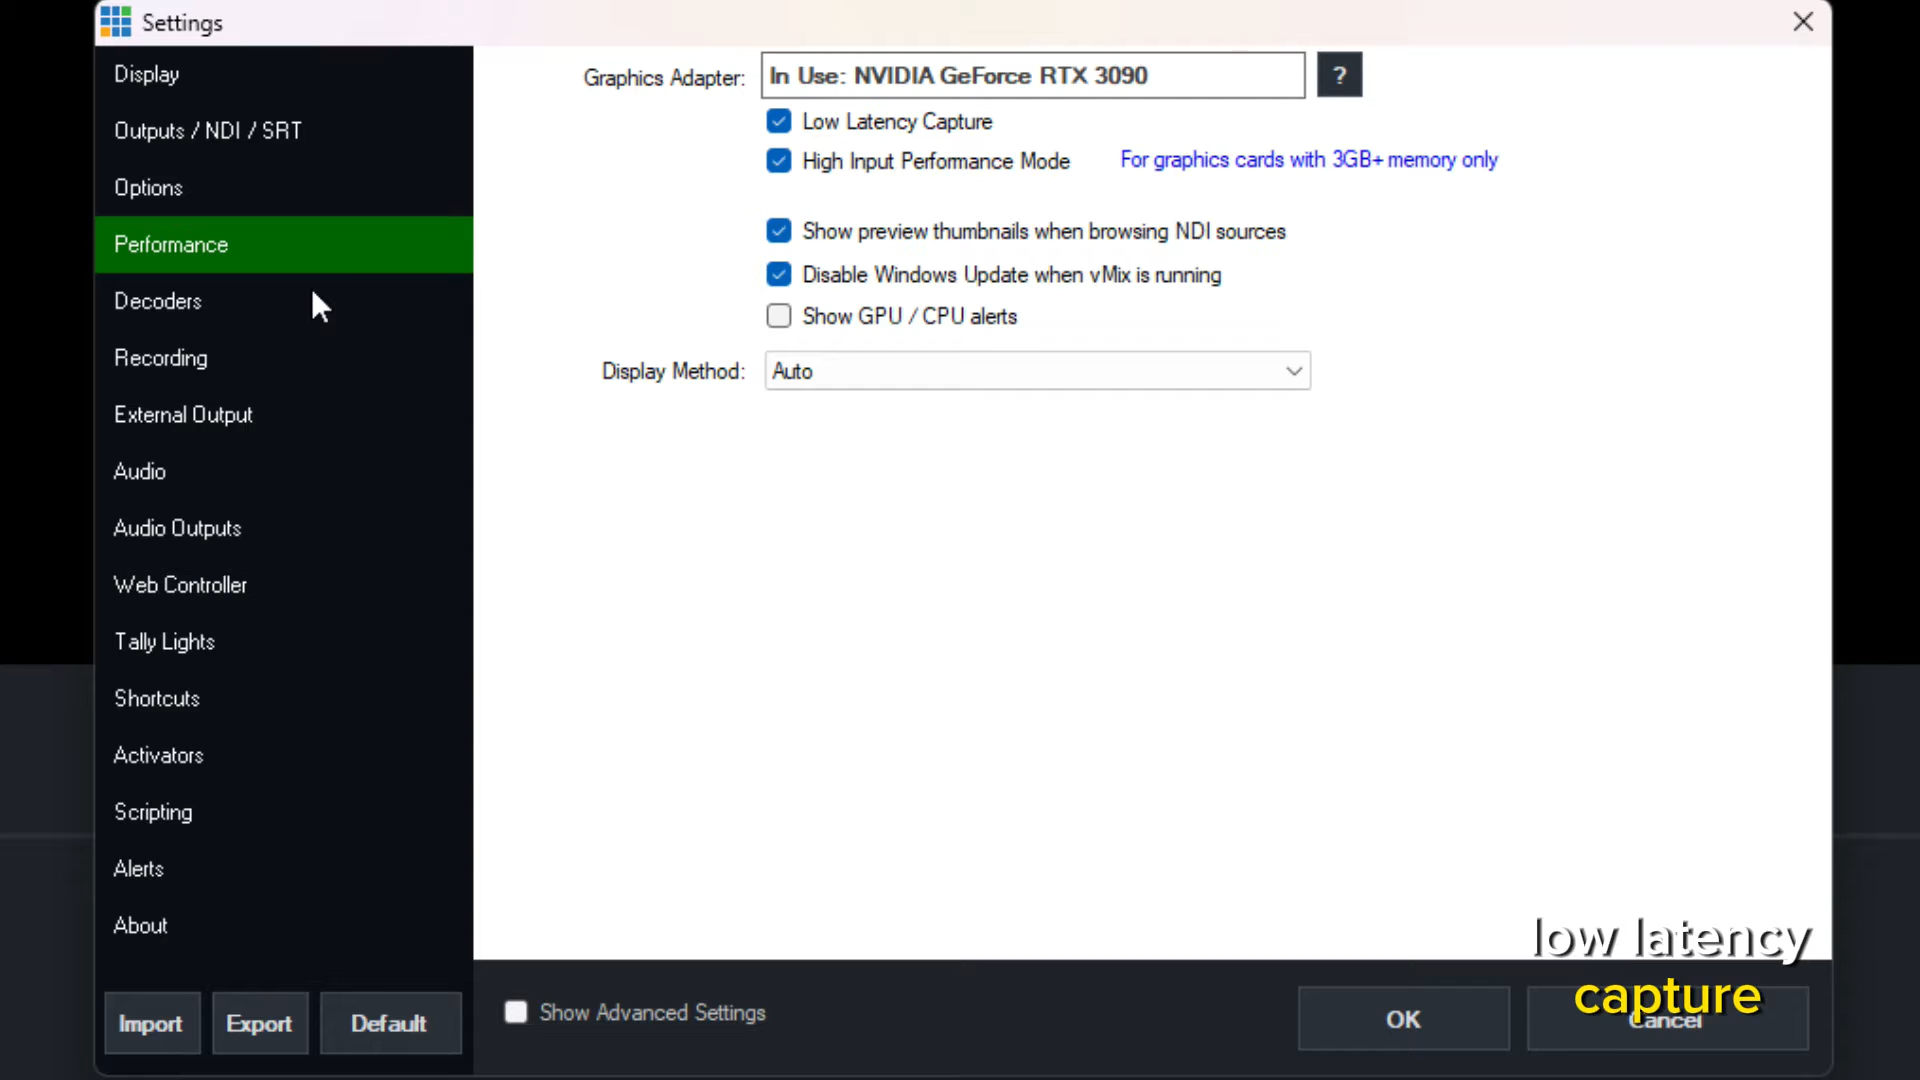 Settings
Display
Outputs / NDI / SRT
Options
Performance
Decoders
Recording
External Output
Audio
Audio Outputs
Web Controller
Tally Lights
Shortcuts
Activators
Scripting
Alerts
About
Import
Export
Default
Graphics Adapter:
In Use: NVIDIA GeForce RTX 3090
?
Low Latency Capture
High Input Performance Mode
For graphics cards with 3GB+ memory only
Show preview thumbnails when browsing NDI sources
Disable Windows Update when vMix is running
Show GPU / CPU alerts
Display Method:
Auto
Show Advanced Settings
OK
Cancel
low latency
capture